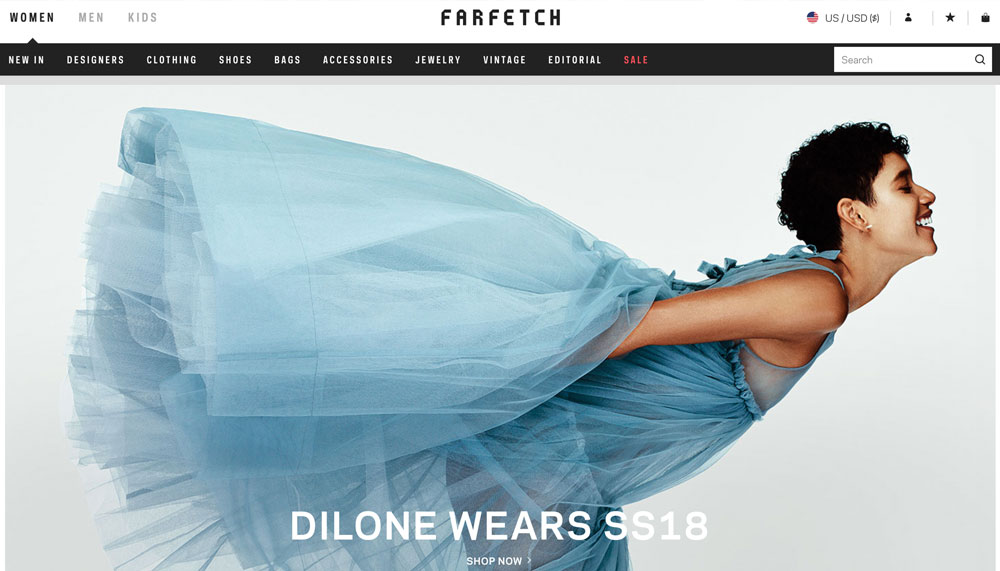 WOMEN MEN KIDS FARFETCH US / USD ($)
NEW IN DESIGNERS CLOTHING SHOES BAGS ACCESSORIES JEWELRY VINTAGE EDITORIAL SALE Search
DILONE WEARS SS18
SHOP NOW >